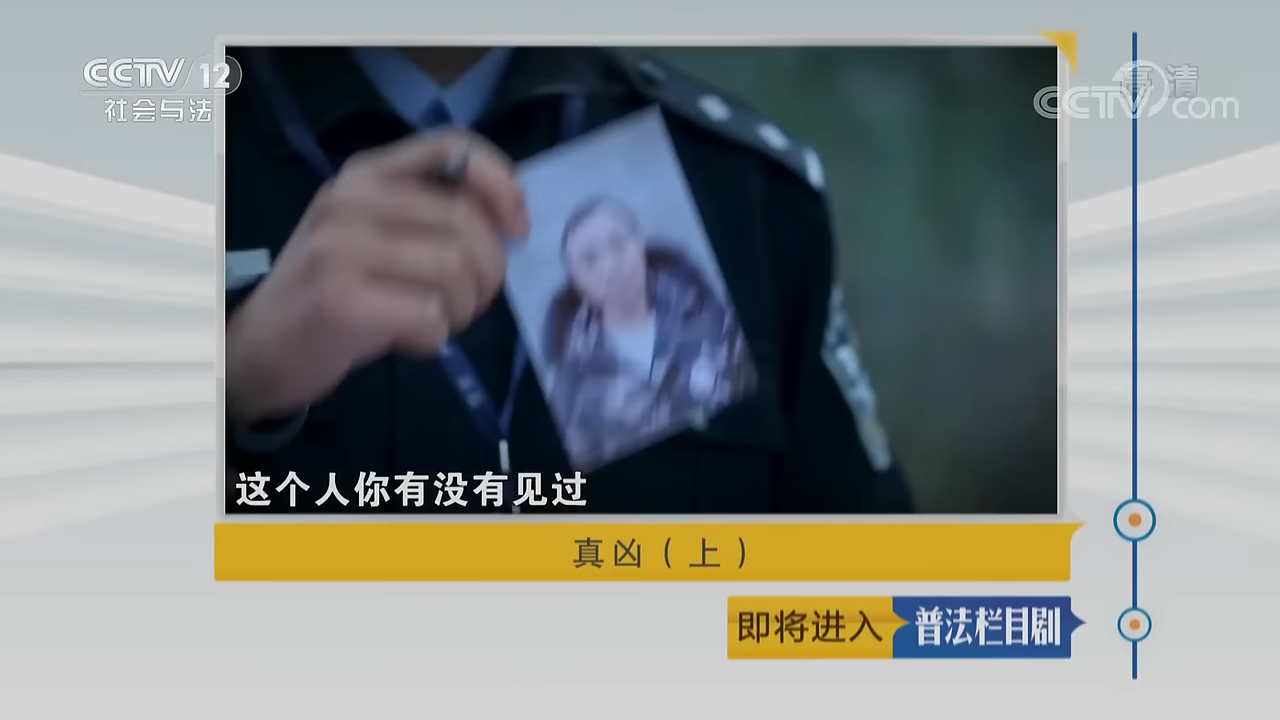 CCTV 12
社会与法
高清
CCTV.com
这个人你有没有见过
真凶（上）
即将进入 普法栏目剧